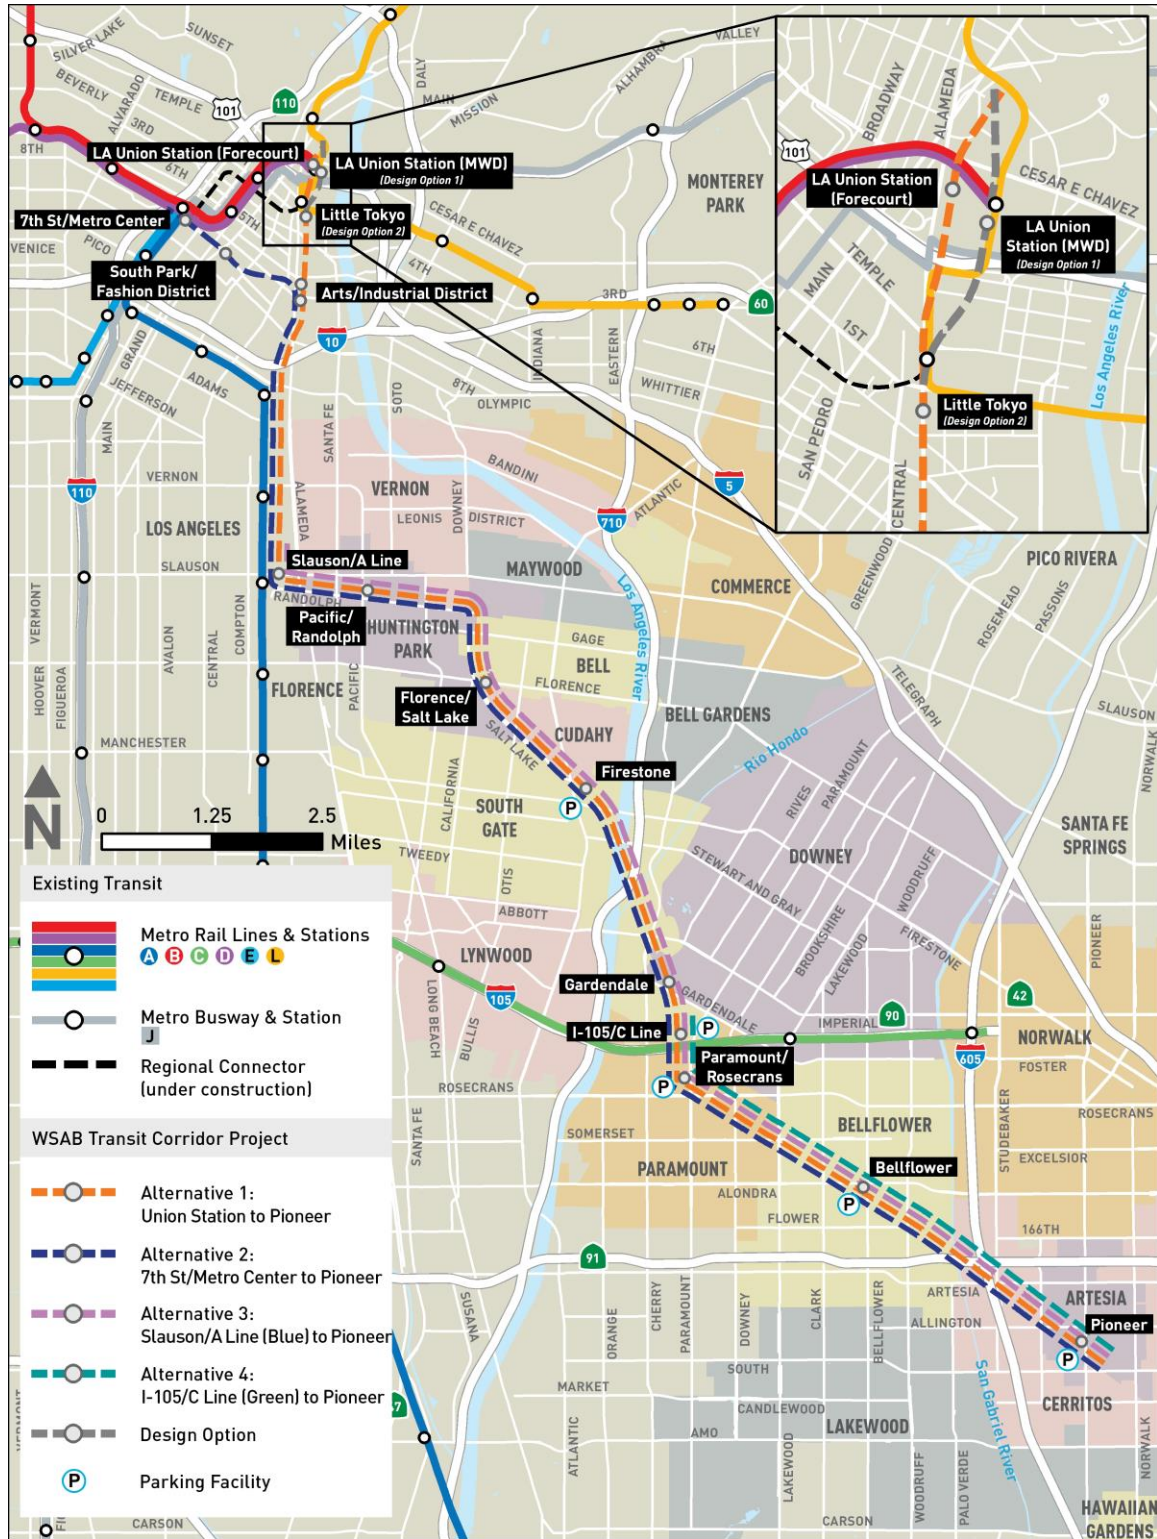 SILVER LAKE
SUNSET
BEVERLY
TEMPLE
ALVARADO
3RD
8TH
6TH
5TH
101
110
DALY
MAIN
MISSION
ALHAMBRA
VALLEY
LA Union Station (Forecourt)
LA Union Station (MWD)
(Design Option 1)
7th St/Metro Center
Little Tokyo
(Design Option 2)
MONTEREY
PARK
CESAR E CHAVEZ
VENICE
PICO
South Park/
Fashion District
4TH
3RD
60
Arts/Industrial District
10
INDIANA
EASTERN
6TH
WHITTIER
8TH
OLYMPIC
SOTO
SANTA FE
GRAND
JEFFERSON
ADAMS
MAIN
BROADWAY
ALAMEDA
101
CESAR E CHAVEZ
LA Union Station
(Forecourt)
LA Union
Station (MWD)
(Design Option 1)
MAIN
TEMPLE
1ST
Los Angeles River
Little Tokyo
(Design Option 2)
SAN PEDRO
CENTRAL
5
BANDINI
ATLANTIC
VERNON
VERNON
110
LOS ANGELES
ALAMEDA
LEONIS
DISTRICT
DOWNEY
710
GREENWOOD
PICO RIVERA
COMMERCE
MAYWOOD
Los Angeles River
SLAUSON
Slauson/A Line
RANDOLPH
Pacific/
Randolph
HUNTINGTON
PARK
ROSEMEAD
PASSONS
VERMONT
HOOVER
FIGUEROA
AVALON
CENTRAL
COMPTON
FLORENCE
PACIFIC
GAGE
BELL
FLORENCE
TELEGRAPH
SLAUSON
Florence/
Salt Lake
BELL GARDENS
CUDAHY
SALT LAKE
Rio Hondo
MANCHESTER
Firestone
P
NORWALK
N
0
1.25
2.5
Miles
CALIFORNIA
SOUTH
GATE
RIVES
PARAMOUNT
SANTA FE
SPRINGS
DOWNEY
TWEEDY
OTIS
STEWART AND GRAY
WOODRUFF
ABBOTT
BROOKSHIRE
LAKEWOOD
FIRESTONE
PIONEER
LYNWOOD
Gardendale
GARDENDALE
105
LONG BEACH
BULLIS
I-105/C Line
P
IMPERIAL
90
42
NORWALK
605
Paramount/
Rosecrans
P
FOSTER
ROSECRANS
ROSECRANS
SANTA FE
SOMERSET
BELLFLOWER
STUDEBAKER
EXCELSIOR
PARAMOUNT
Bellflower
P
ALONDRA
FLOWER
166TH
91
SUSANA
ORANGE
CHERRY
PARAMOUNT
DOWNEY
CLARK
BELLFLOWER
ARTESIA
ARTESIA
ALLINGTON
Pioneer
P
SOUTH
MARKET
CANDLEWOOD
AMO
LAKEWOOD
San Gabriel River
CERRITOS
ATLANTIC
LAKEWOOD
WOODRUFF
PALO VERDE
NORWALK
CARSON
HAWAIIAN
GARDENS
Existing Transit
Metro Rail Lines & Stations
A B C D E L
Metro Busway & Station
J
Regional Connector
(under construction)
WSAB Transit Corridor Project
Alternative 1:
Union Station to Pioneer
Alternative 2:
7th St/Metro Center to Pioneer
Alternative 3:
Slauson/A Line (Blue) to Pioneer
Alternative 4:
I-105/C Line (Green) to Pioneer
Design Option
P
Parking Facility
CARSON